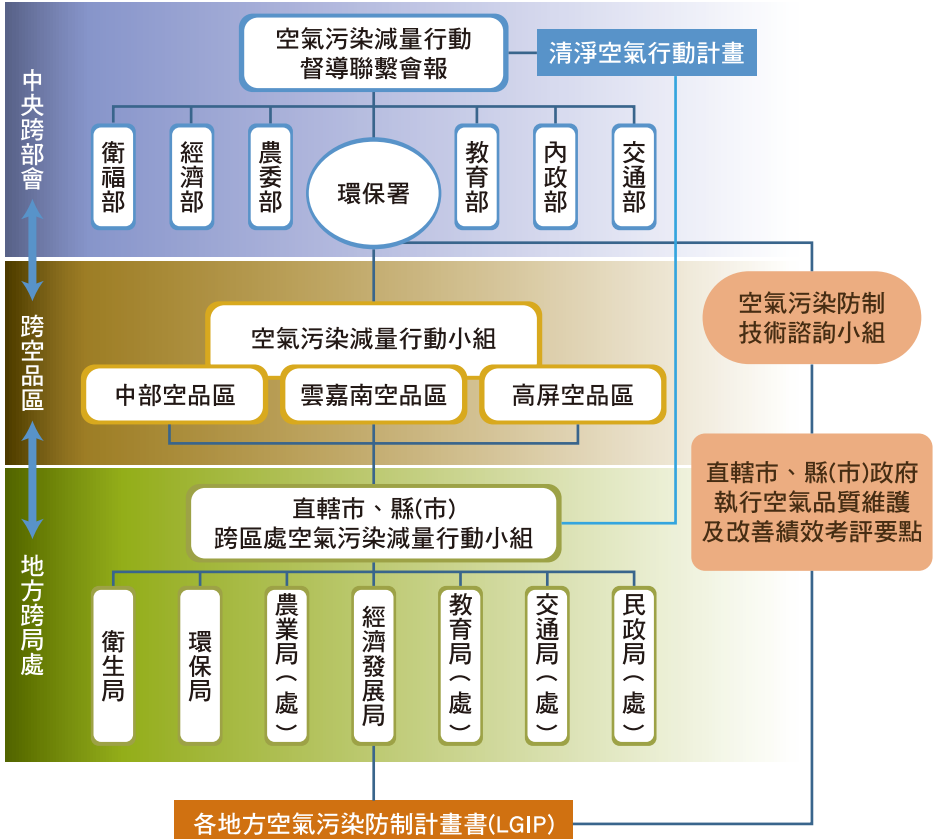 空氣污染減量行動
督導聯繫會報
清淨空氣行動計畫
中央跨部會
衛福部
經濟部
農委部
環保署
教育部
內政部
交通部
跨空品區
空氣污染減量行動小組
中部空品區
雲嘉南空品區
高屏空品區
空氣污染防制
技術諮詢小組
直轄市、縣(市)政府
執行空氣品質維護
及改善績效考評要點
地方跨局處
直轄市、縣(市)
跨區處空氣污染減量行動小組
衛生局
環保局
農業局(處)
經濟發展局
教育局(處)
交通局(處)
民政局(處)
各地方空氣污染防制計畫書(LGIP)